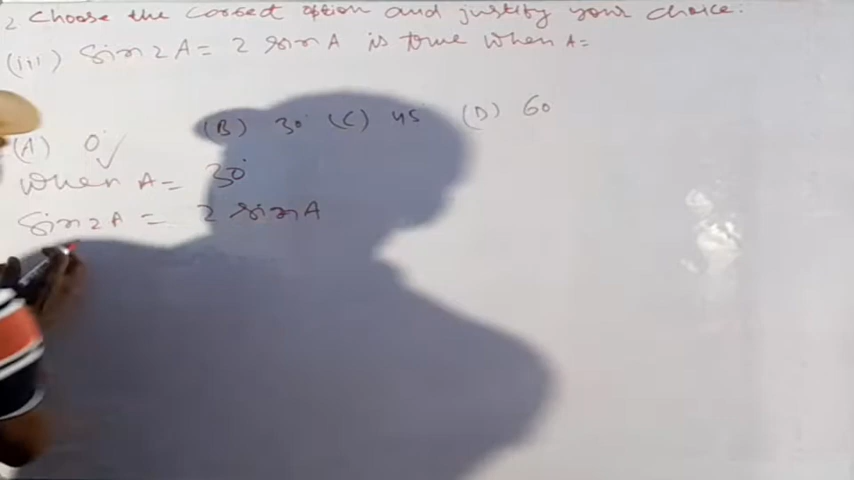 2 Choose the correct option and justify your choice.
(iii) Sin 2A = 2 sin A is true when A=
(A) 0° ✓ (B) 30° (C) 45° (D) 60
When A = 30°
Sin 2A = 2 sin A